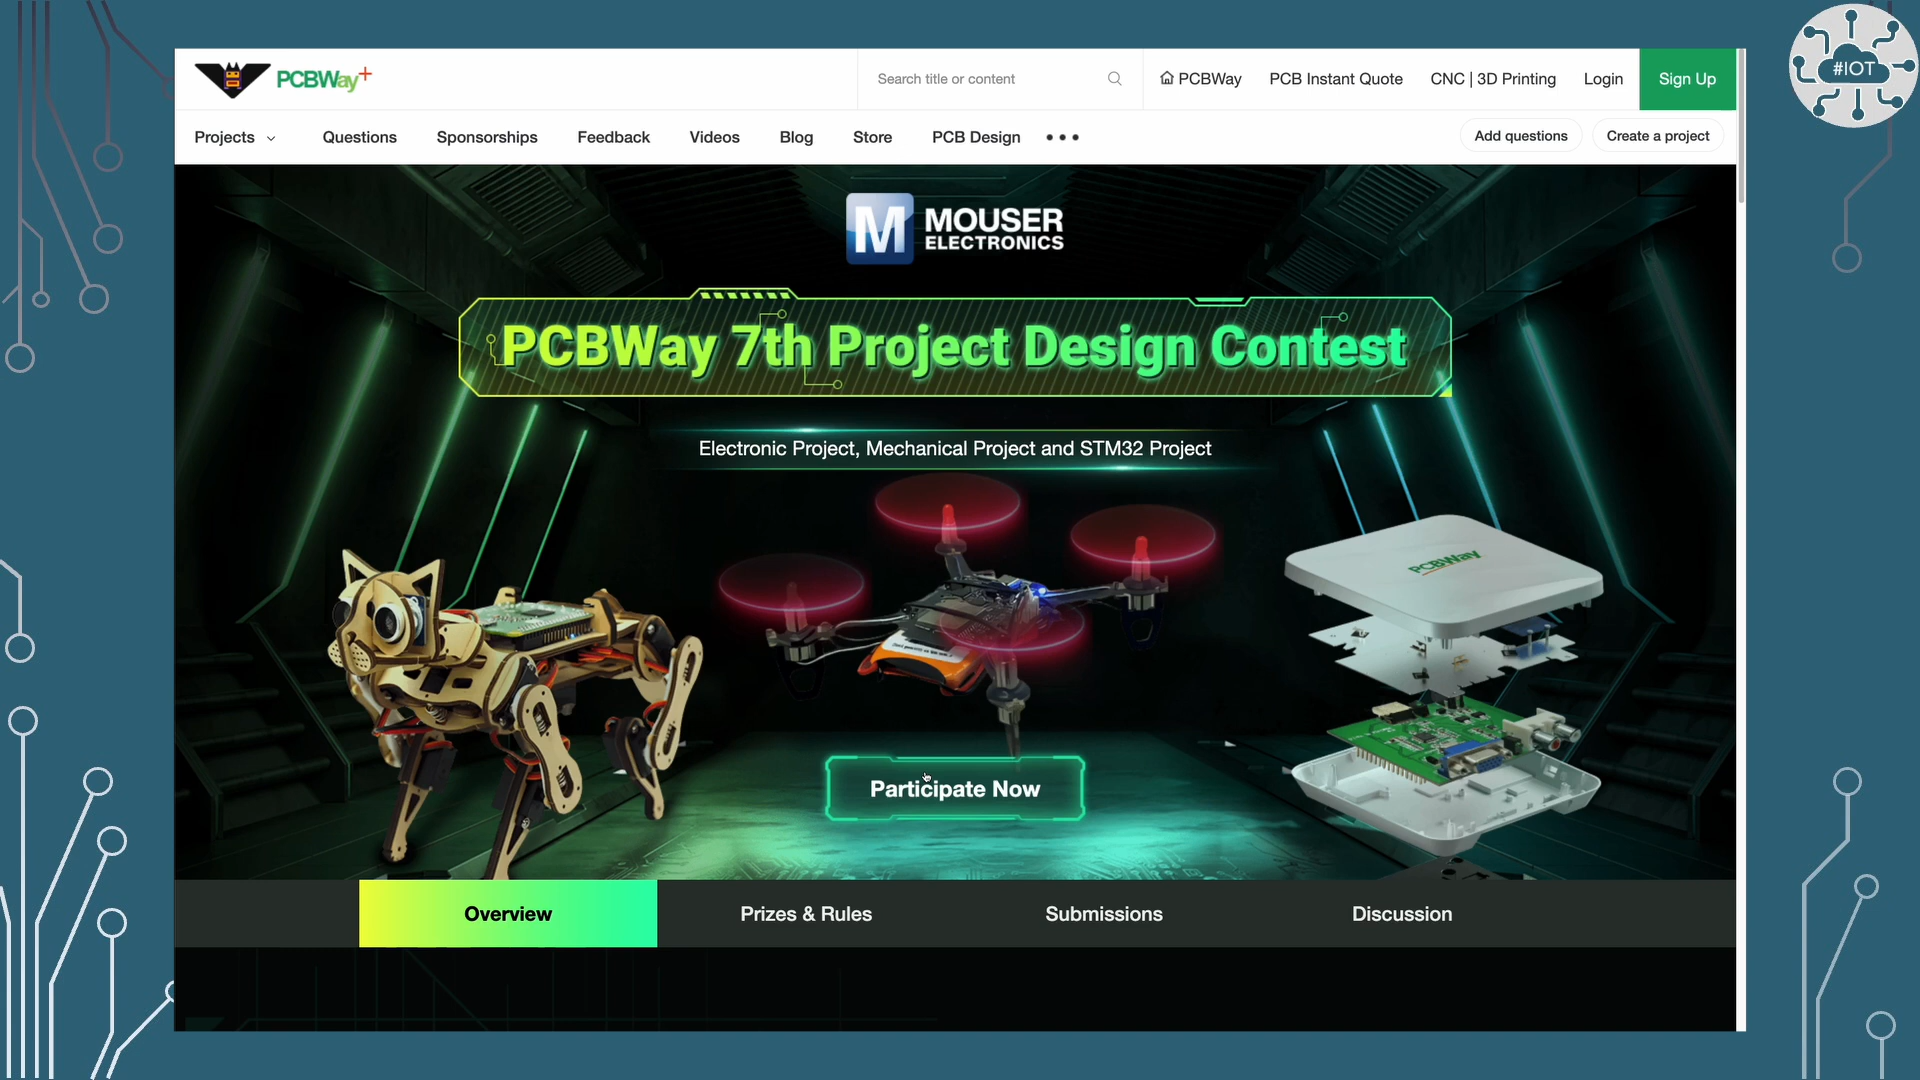 #IOT
PCBWay+
Search title or content
PCBWay
PCB Instant Quote
CNC | 3D Printing
Login
Sign Up
Projects
Questions
Sponsorships
Feedback
Videos
Blog
Store
PCB Design
•••
Add questions
Create a project
M MOUSER
ELECTRONICS
PCBWay 7th Project Design Contest
Electronic Project, Mechanical Project and STM32 Project
PCBWay
Participate Now
Overview
Prizes & Rules
Submissions
Discussion